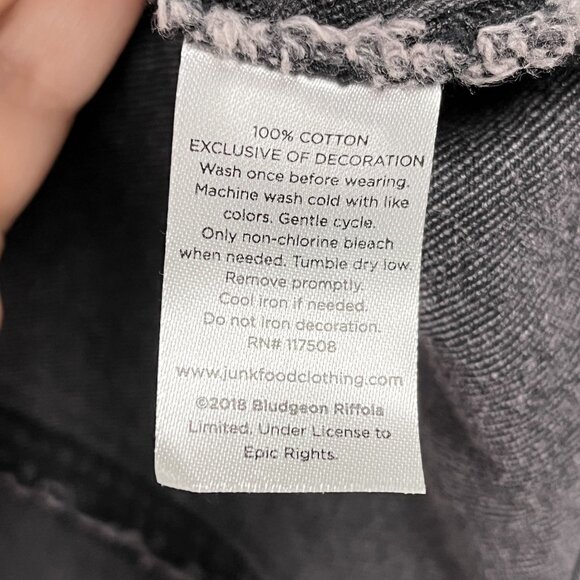 100% COTTON
EXCLUSIVE OF DECORATION
Wash once before wearing.
Machine wash cold with like
colors. Gentle cycle.
Only non-chlorine bleach
when needed. Tumble dry low.
Remove promptly.
Cool iron if needed.
Do not iron decoration.
RN# 117508
www.junkfoodclothing.com
©2018 Bludgeon Riffola
Limited. Under License to
Epic Rights.